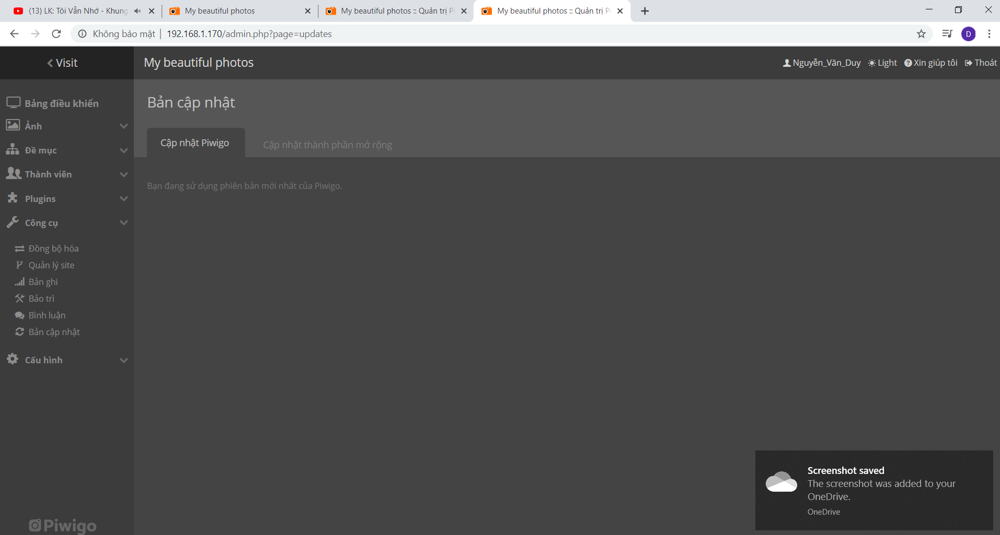 (13) LK: Tôi Vẫn Nhớ - Khung
My beautiful photos
My beautiful photos :: Quản trị Pi
My beautiful photos :: Quản trị Pi
Không bảo mật
192.168.1.170/admin.php?page=updates
D
Visit
My beautiful photos
Nguyễn_Văn_Duy
Light
Xin giúp tôi
Thoát
Bảng điều khiển
Ảnh
Đề mục
Thành viên
Plugins
Công cụ
Đồng bộ hóa
Quản lý site
Bản ghi
Bảo trì
Bình luận
Bản cập nhật
Cấu hình
Piwigo
Bản cập nhật
Cập nhật Piwigo
Cập nhật thành phần mở rộng
Bạn đang sử dụng phiên bản mới nhất của Piwigo.
Screenshot saved
The screenshot was added to your
OneDrive.
OneDrive